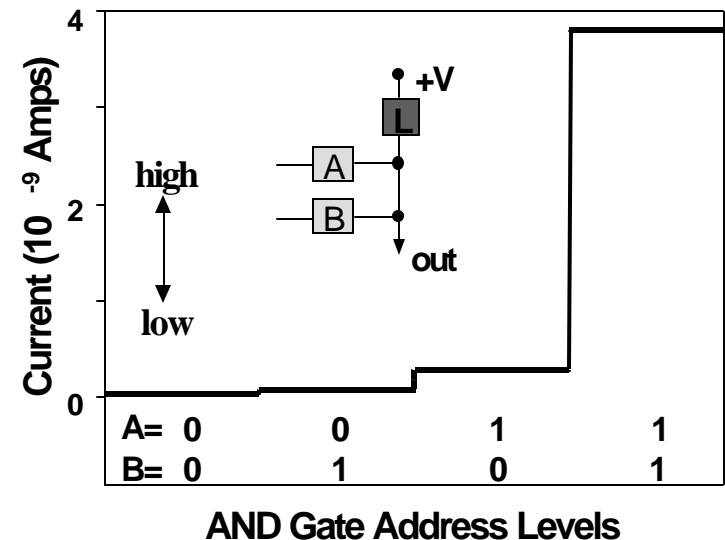 4
+V
L
A
high
2
B
out
low
0
Current (10 -9 Amps)
A= 0 0 1 1
B= 0 1 0 1
AND Gate Address Levels